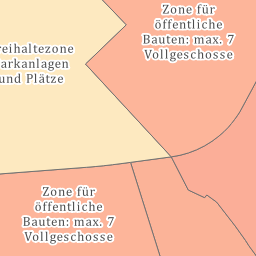 Zone für
öffentliche
Bauten: max. 7
Vollgeschosse
reihaltezone
arkanlagen
und Plätze
Zone für
öffentliche
Bauten: max. 7
Vollgeschosse